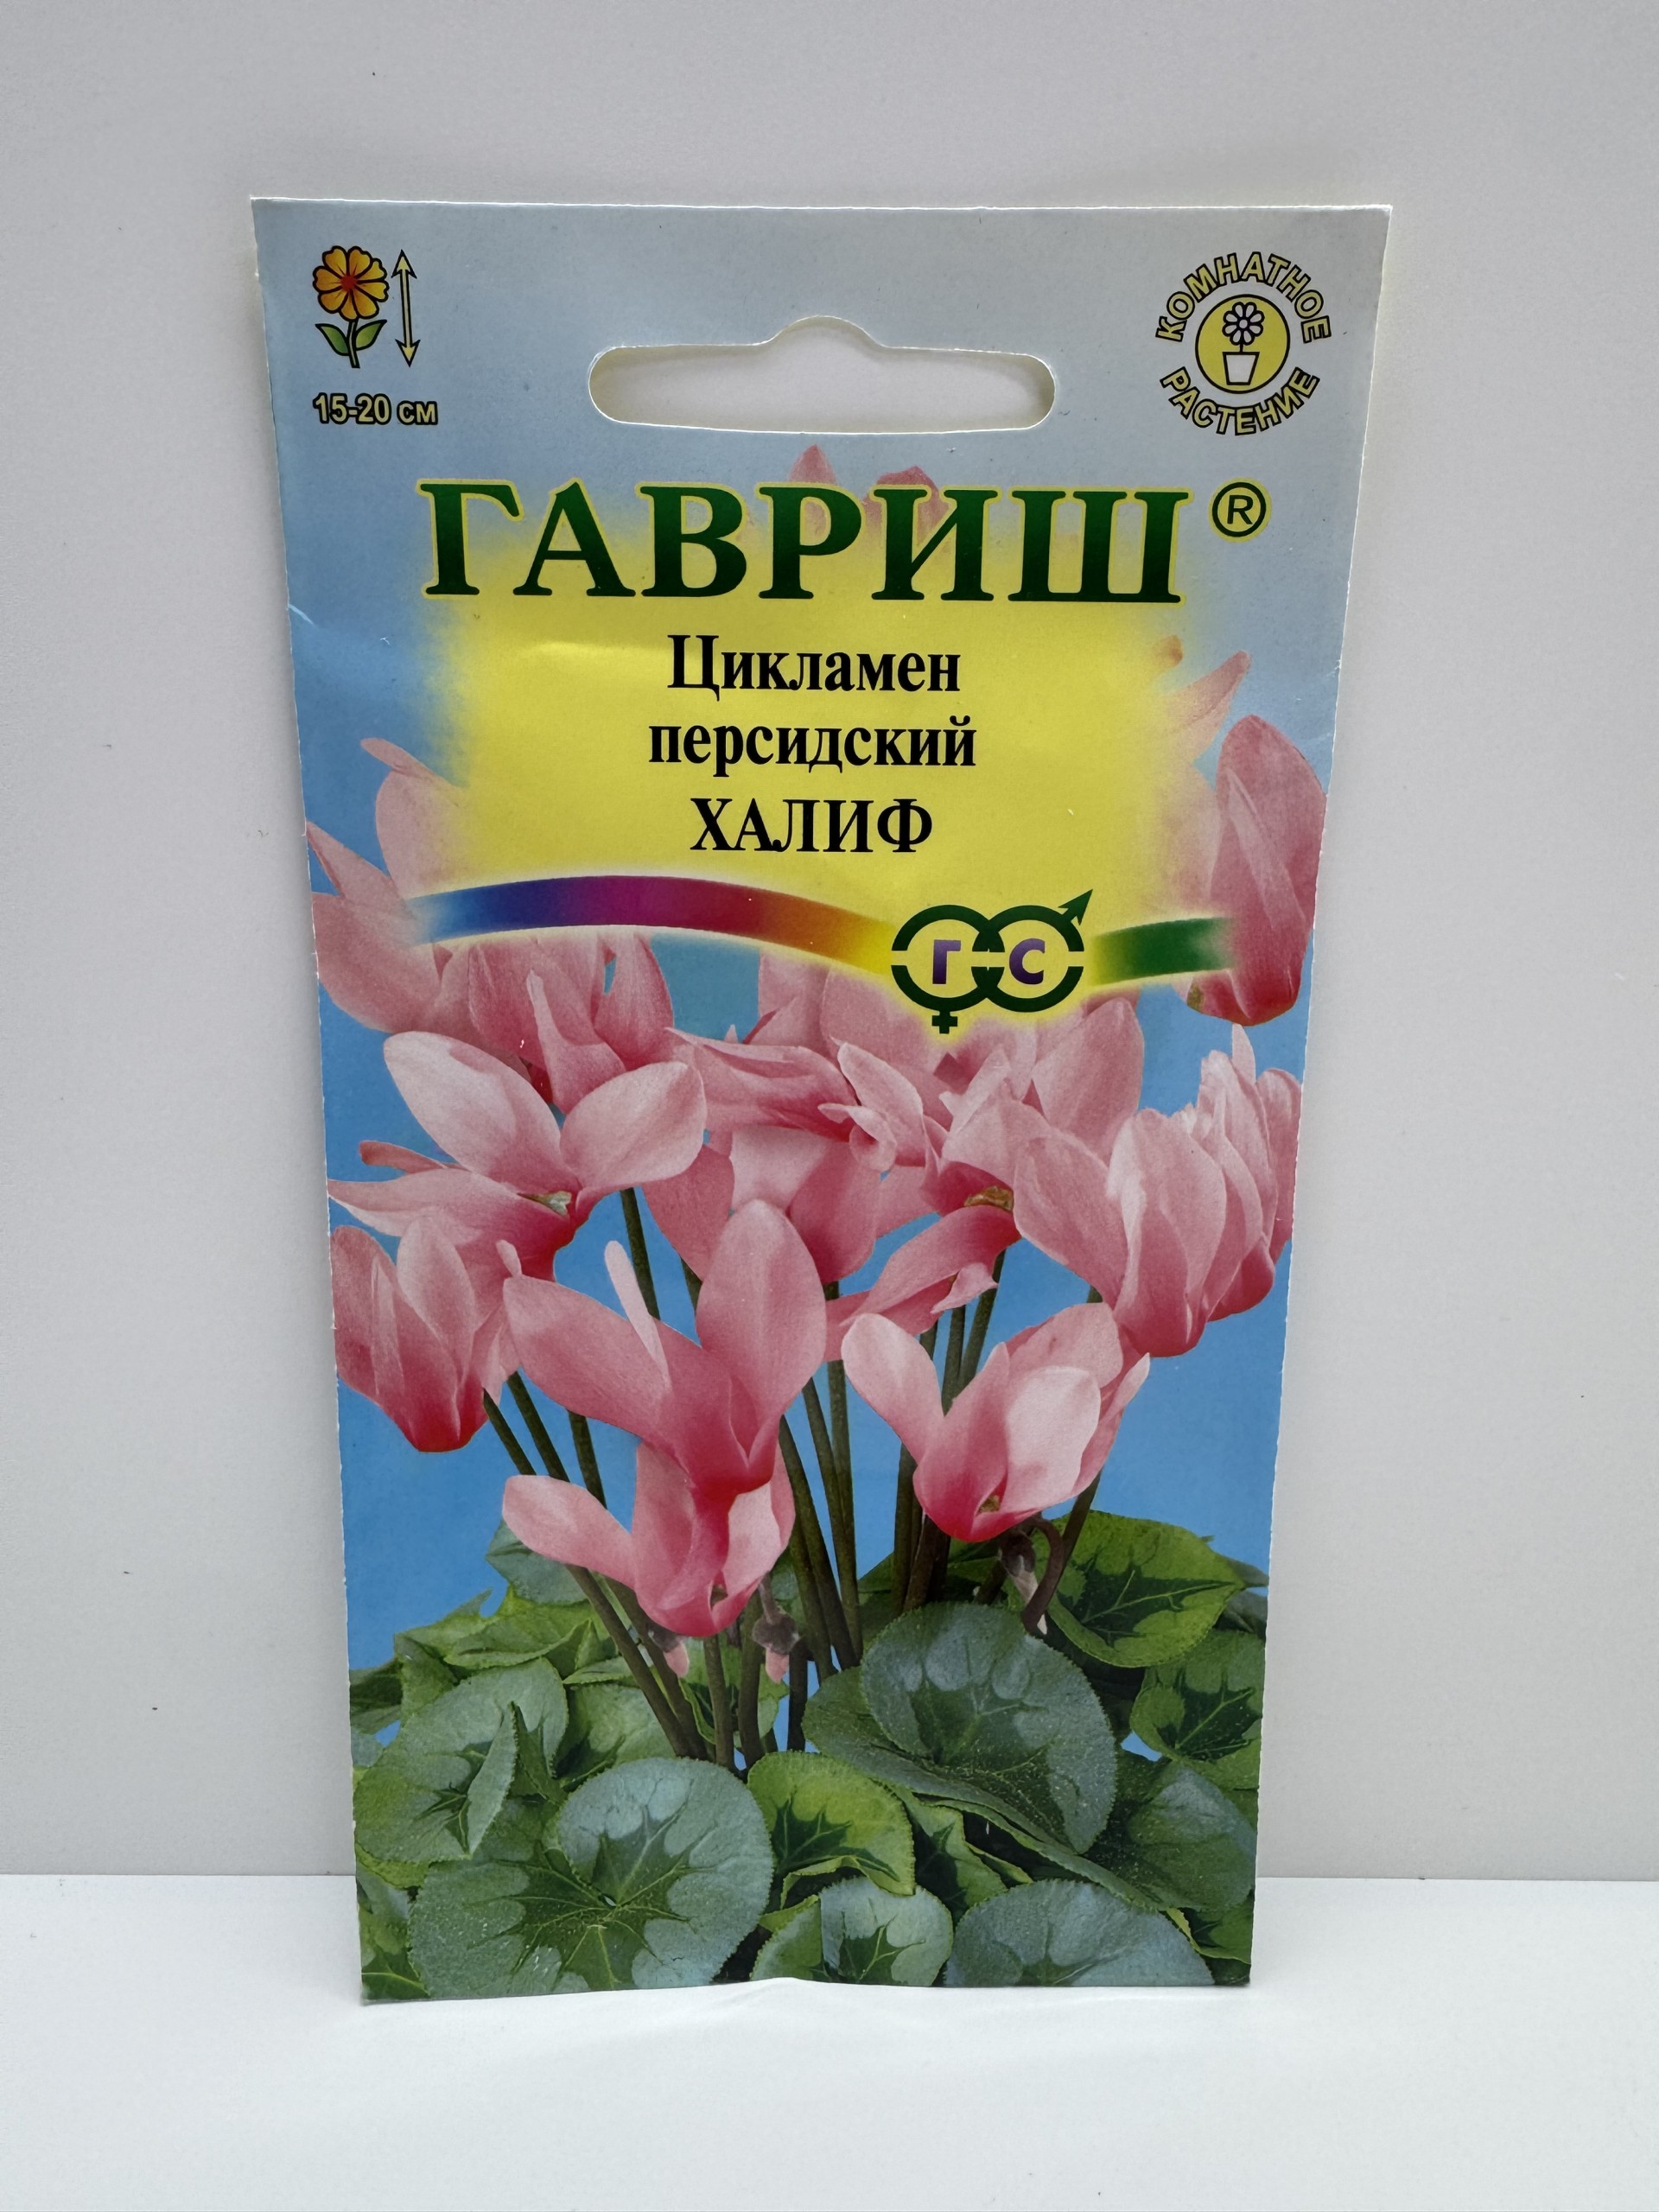 15-20 см
КОМНАТНОЕ
РАСТЕНИЕ
ГАВРИШ®
Цикламен
персидский
ХАЛИФ
Г С